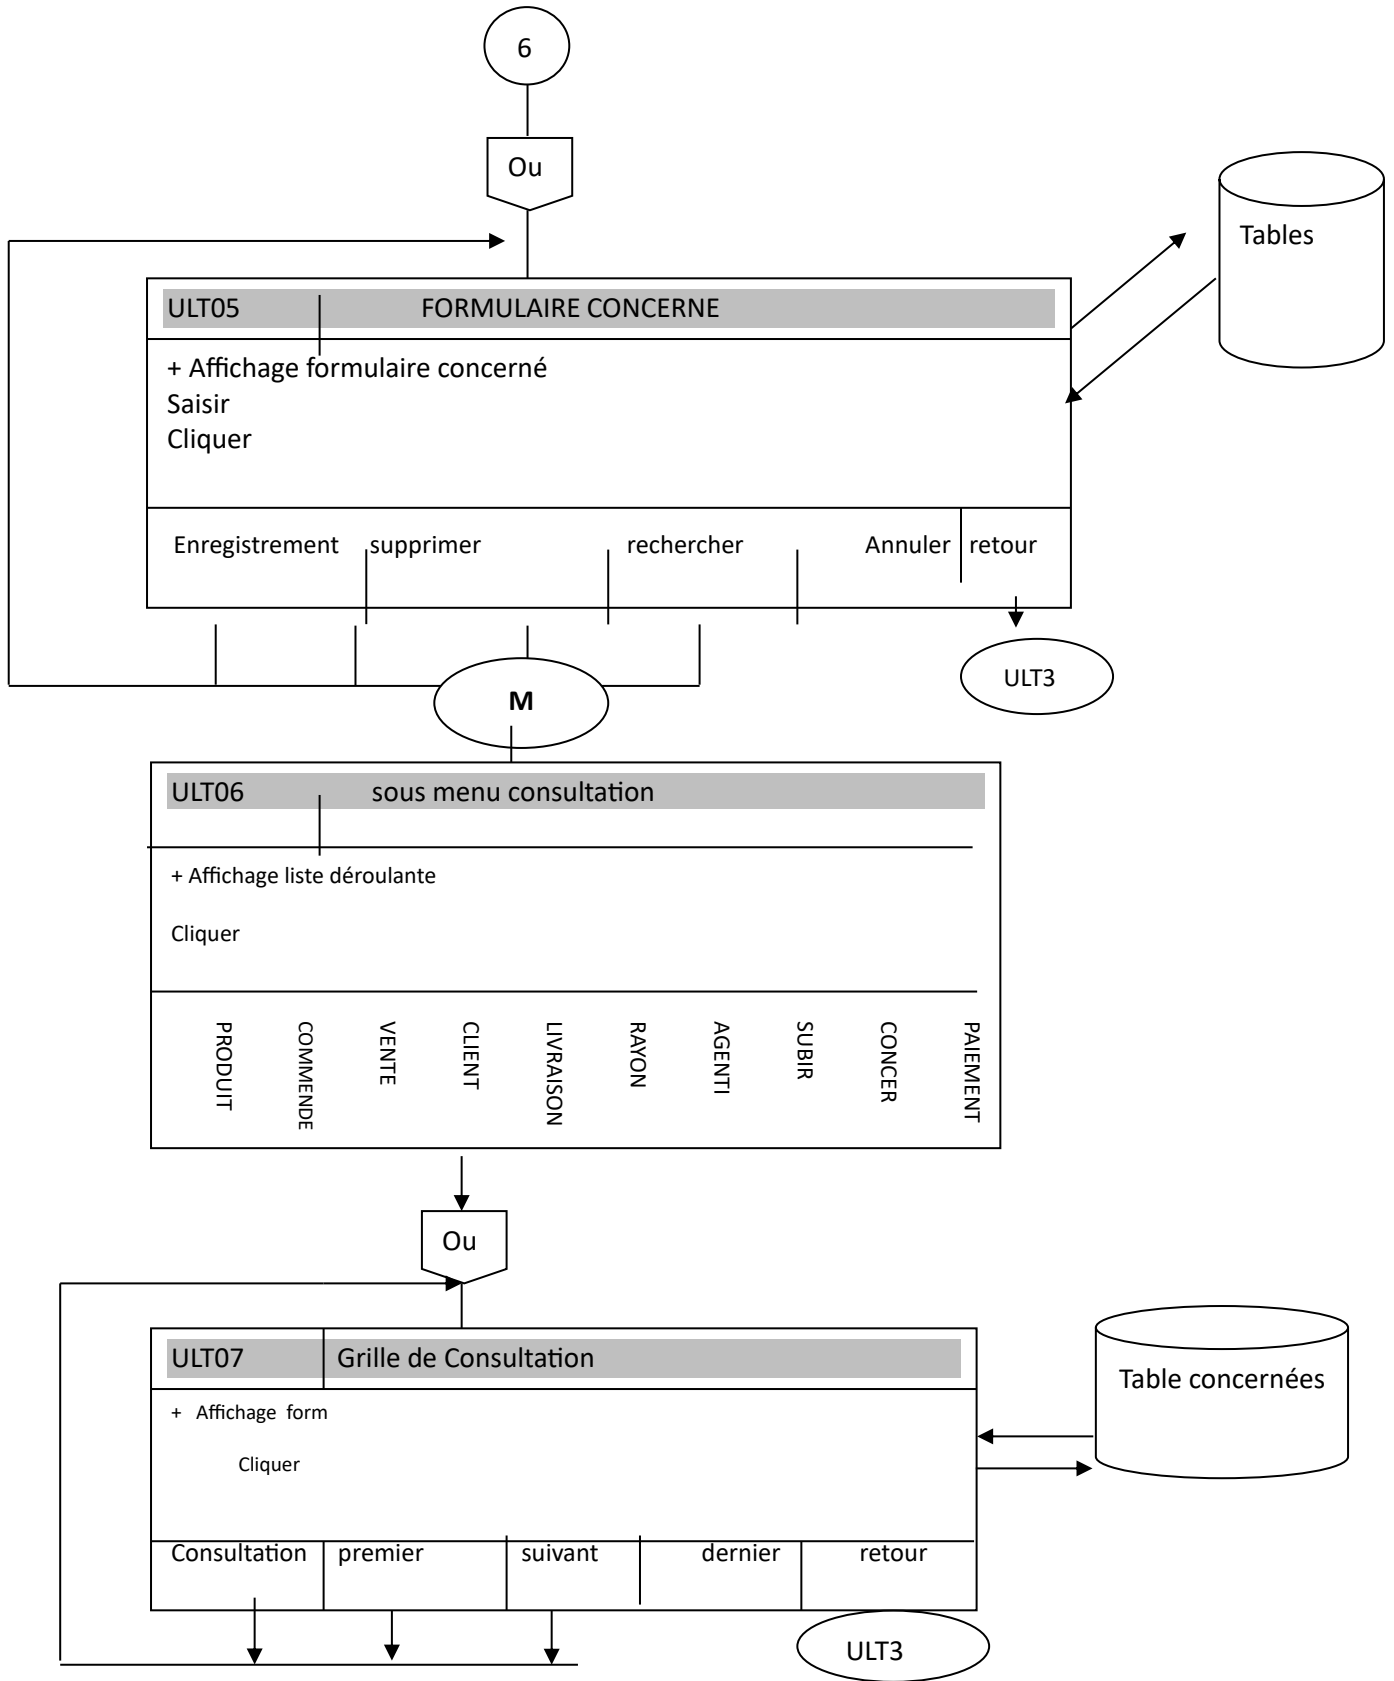 6
Ou
Tables
ULT05 FORMULAIRE CONCERNE
+ Affichage formulaire concerné
Saisir
Cliquer
Enregistrement supprimer rechercher Annuler retour
ULT3
M
ULT06 sous menu consultation
+ Affichage liste déroulante
Cliquer
PRODUIT
COMMENDE
VENTE
CLIENT
LIVRAISON
RAYON
AGENTI
SUBIR
CONCER
PAIEMENT
Ou
ULT07 Grille de Consultation
Table concernées
+ Affichage form
Cliquer
Consultation premier suivant dernier retour
ULT3